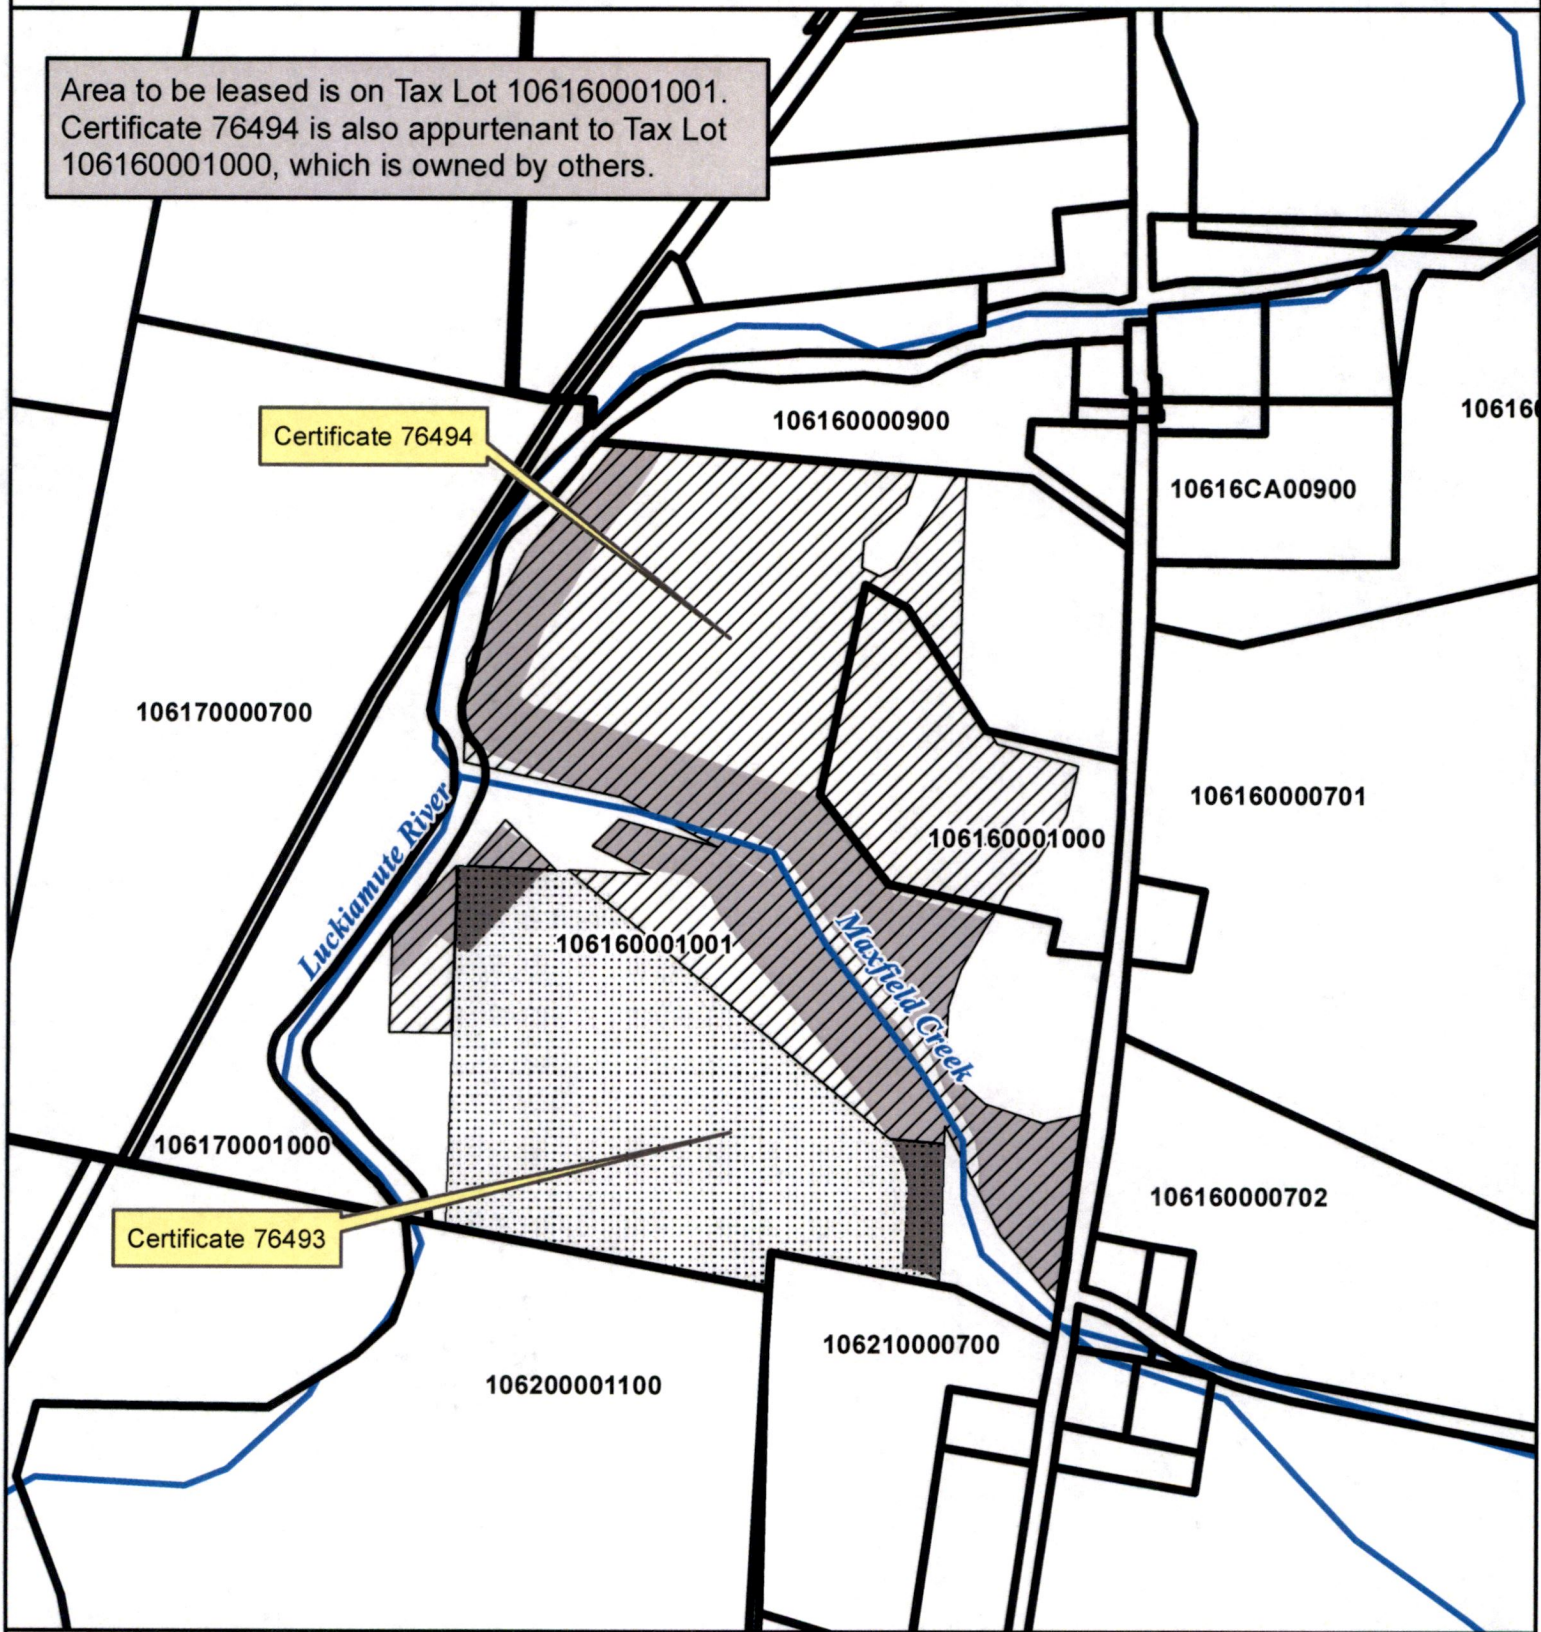 Area to be leased is on Tax Lot 106160001001.
Certificate 76494 is also appurtenant to Tax Lot
106160001000, which is owned by others.
106160000900
106160
Certificate 76494
10616CA00900
106170000700
106160000701
106160001000
Luckiamute River
106160001001
Maxfield Creek
106170001000
106160000702
Certificate 76493
106210000700
106200001100